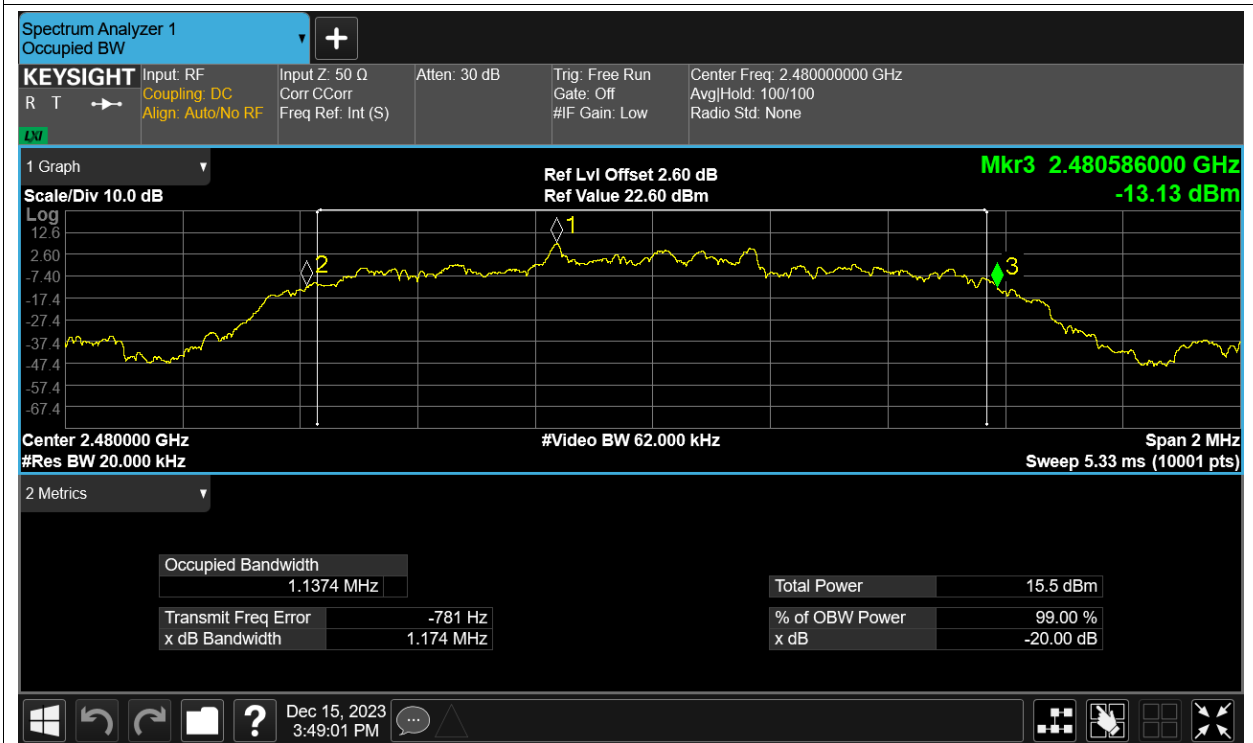 Spectrum Analyzer 1
Occupied BW
KEYSIGHT
R T
LXI
Input: RF
Coupling: DC
Align: Auto/No RF
Input Z: 50 Ω
Corr CCorr
Freq Ref: Int (S)
Atten: 30 dB
Trig: Free Run
Gate: Off
#IF Gain: Low
Center Freq: 2.480000000 GHz
Avg|Hold: 100/100
Radio Std: None
1 Graph
Scale/Div 10.0 dB
Ref Lvl Offset 2.60 dB
Ref Value 22.60 dBm
Mkr3 2.480586000 GHz
-13.13 dBm
Log
12.6
2.60
-7.40
-17.4
-27.4
-37.4
-47.4
-57.4
-67.4
1
2
3
Center 2.480000 GHz
#Video BW 62.000 kHz
Span 2 MHz
#Res BW 20.000 kHz
Sweep 5.33 ms (10001 pts)
2 Metrics
Occupied Bandwidth
1.1374 MHz
Total Power 15.5 dBm
Transmit Freq Error -781 Hz
% of OBW Power 99.00 %
x dB Bandwidth 1.174 MHz
x dB -20.00 dB
?
Dec 15, 2023
3:49:01 PM